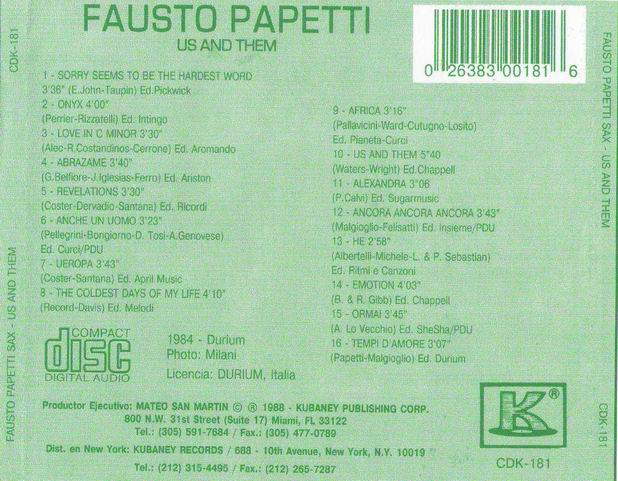 FAUSTO PAPETTI
US AND THEM
CDK-181
FAUSTO PAPETTI SAX - US AND THEM
0 26383 00181 6
1 - SORRY SEEMS TO BE THE HARDEST WORD
3'36" (E.John-Taupin) Ed.Pickwick
2 - ONYX 4'00"
(Perrier-Rizzatelli) Ed. Intingo
3 - LOVE IN C MINOR 3'30"
(Alec-R.Costandinos-Cerrone) Ed. Aromando
4 - ABRAZAME 3'40"
(G.Belfiore-J.Iglesias-Ferro) Ed. Ariston
5 - REVELATIONS 3'30"
(Coster-Dervadio-Santana) Ed. Ricordi
6 - ANCHE UN UOMO 3'23"
(Pellegrini-Bongiorno-D. Tosi-A.Genovese)
Ed. Curci/PDU
7 - UEROPA 3'43"
(Coster-Santana) Ed. April Music
8 - THE COLDEST DAYS OF MY LIFE 4'10"
(Record-Davis) Ed. Melodi
9 - AFRICA 3'16"
(Pallavicini-Ward-Cutugno-Losito)
Ed. Pianeta-Curci
10 - US AND THEM 5"40
(Waters-Wright) Ed.Chappell
11 - ALEXANDRA 3"06
(P.Calvi) Ed. Sugarmusic
12 - ANCORA ANCORA ANCORA 3'43"
(Malgioglio-Felisatti) Ed. Insieme/PDU
13 - HE 2'58"
(Albertelli-Michele-L. & P. Sebastian)
Ed. Ritmi e Canzoni
14 - EMOTION 4'03"
(B. & R. Gibb) Ed. Chappell
15 - ORMAI 3'45"
(A. Lo Vecchio) Ed. SheSha/PDU
16 - TEMPI D'AMORE 3'07"
(Papetti-Malgioglio) Ed. Durium
COMPACT
disc
DIGITAL AUDIO
1984 - Durium
Photo: Milani
Licencia: DURIUM, Italia
Productor Ejecutivo: MATEO SAN MARTIN © ℗ 1988 - KUBANEY PUBLISHING CORP.
800 N.W. 31st Street (Suite 17) Miami, FL 33122
Tel.: (305) 591-7684 / Fax.: (305) 477-0789
Dist. en New York: KUBANEY RECORDS / 688 - 10th Avenue, New York, N.Y. 10019
Tel.: (212) 315-4495 / Fax.: (212) 265-7287
K®
CDK-181
FAUSTO PAPETTI SAX - US AND THEM
CDK-181